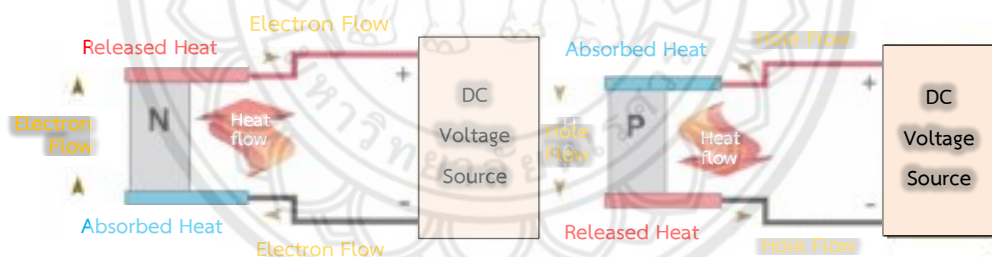 Electron Flow
Released Heat
+
N
Heat
flow
DC
Voltage
Source
Electron
Flow
-
Absorbed Heat
Electron Flow
Absorbed Heat
Hole Flow
+
P
Heat
flow
DC
Voltage
Source
Hole
Flow
-
Released Heat
Hole Flow